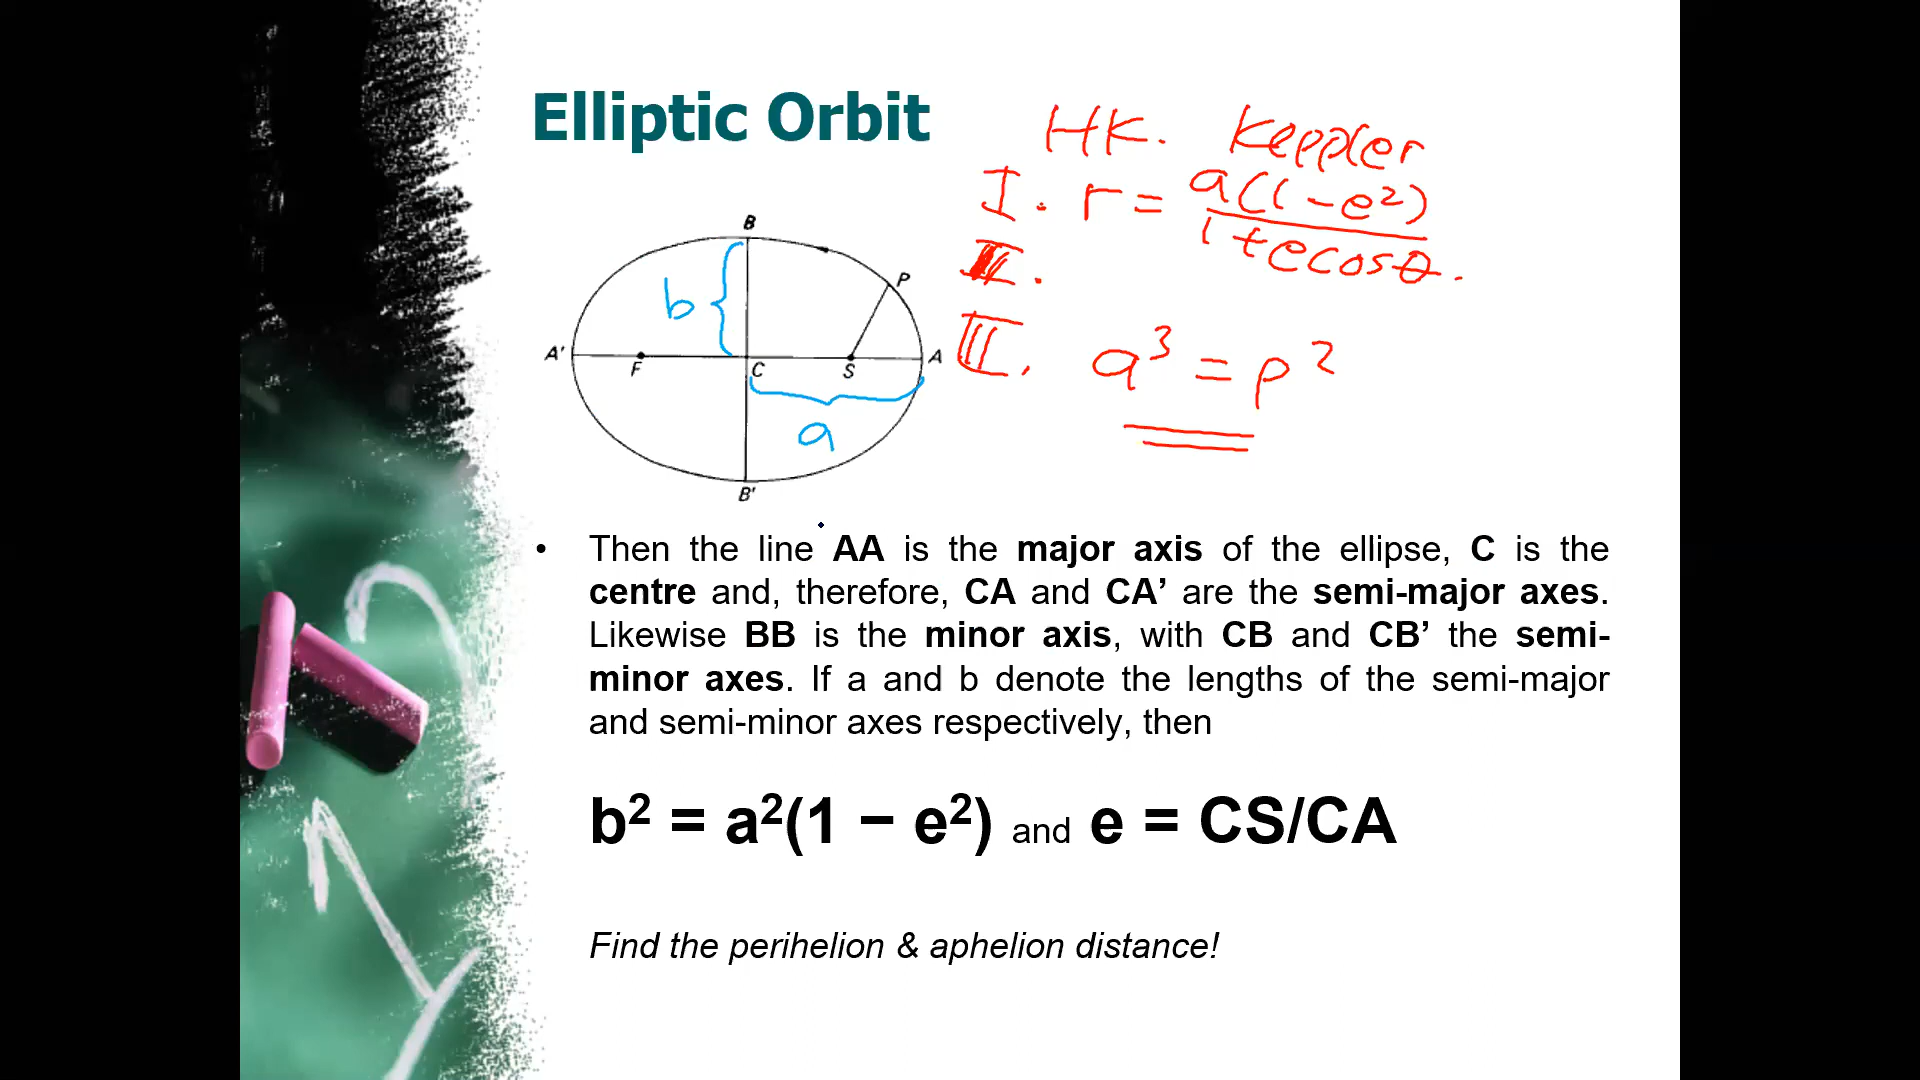 Elliptic Orbit
HK. Keppler
I. r = a(1-e²)
1+ecosθ.
II.
III. a³ = p²
B
b
P
A' F C S A
a
B'
• Then the line AA is the major axis of the ellipse, C is the
centre and, therefore, CA and CA’ are the semi-major axes.
Likewise BB is the minor axis, with CB and CB’ the semi-
minor axes. If a and b denote the lengths of the semi-major
and semi-minor axes respectively, then
b² = a²(1 – e²) and e = CS/CA
Find the perihelion & aphelion distance!